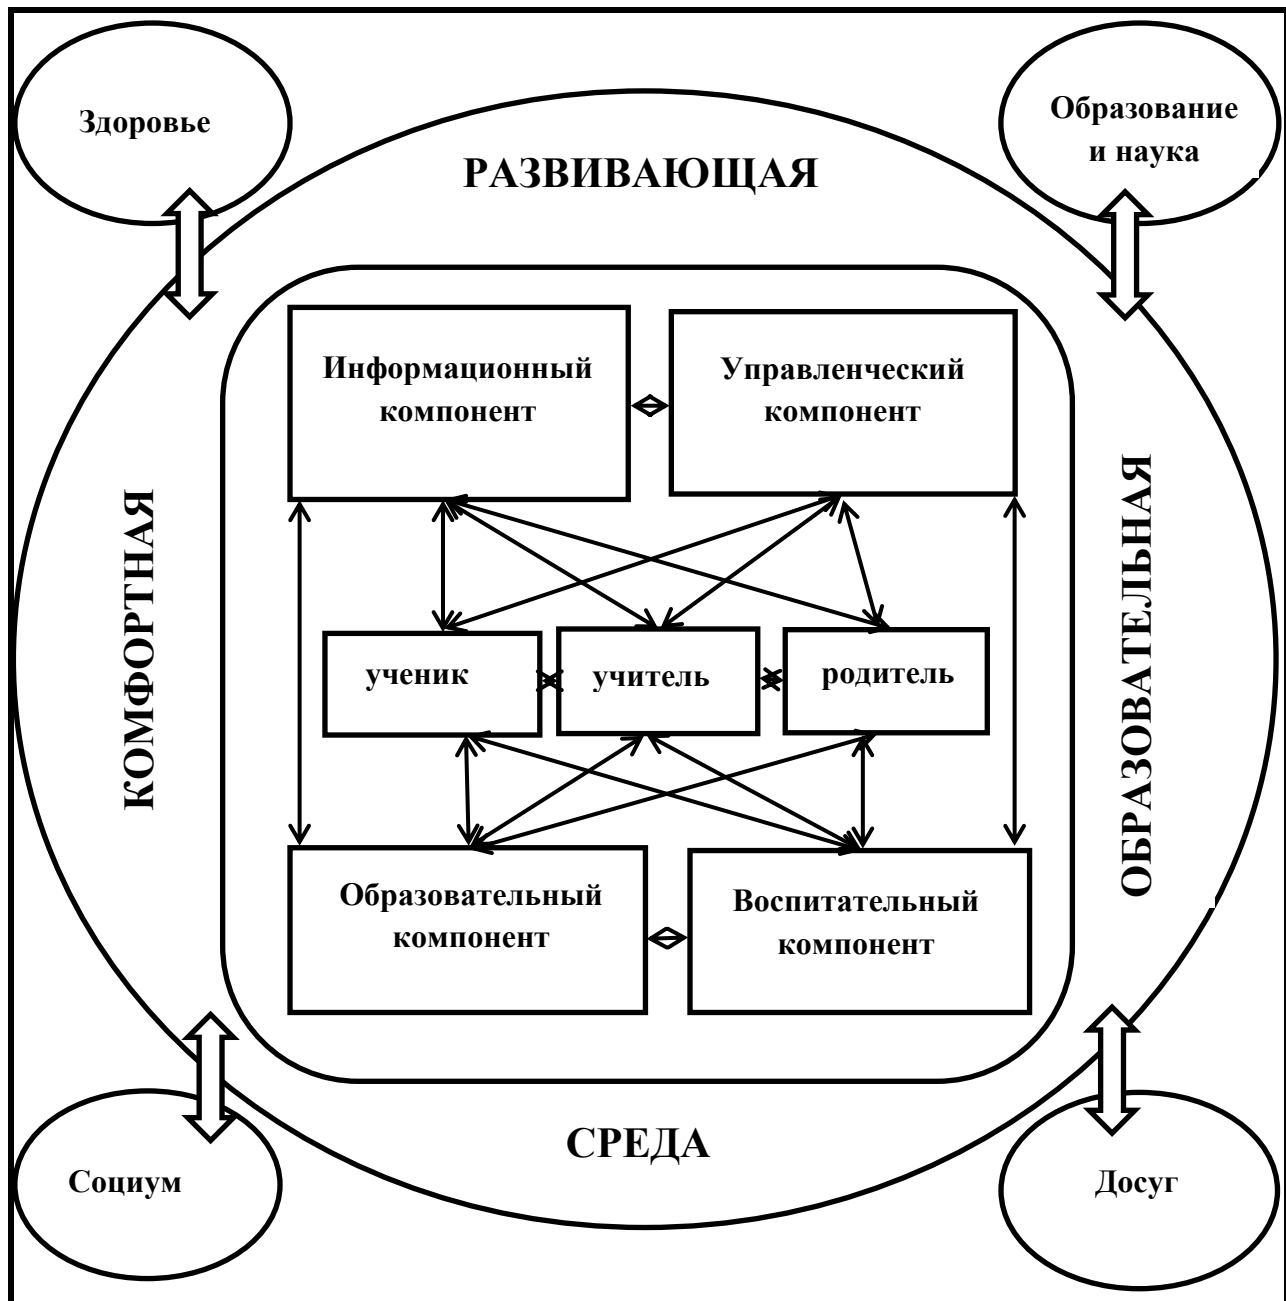 Здоровье
Образование
и наука
РАЗВИВАЮЩАЯ
Информационный
компонент
Управленческий
компонент
КОМФОРТНАЯ
ОБРАЗОВАТЕЛЬНАЯ
ученик
учитель
родитель
Образовательный
компонент
Воспитательный
компонент
СРЕДА
Социум
Досуг